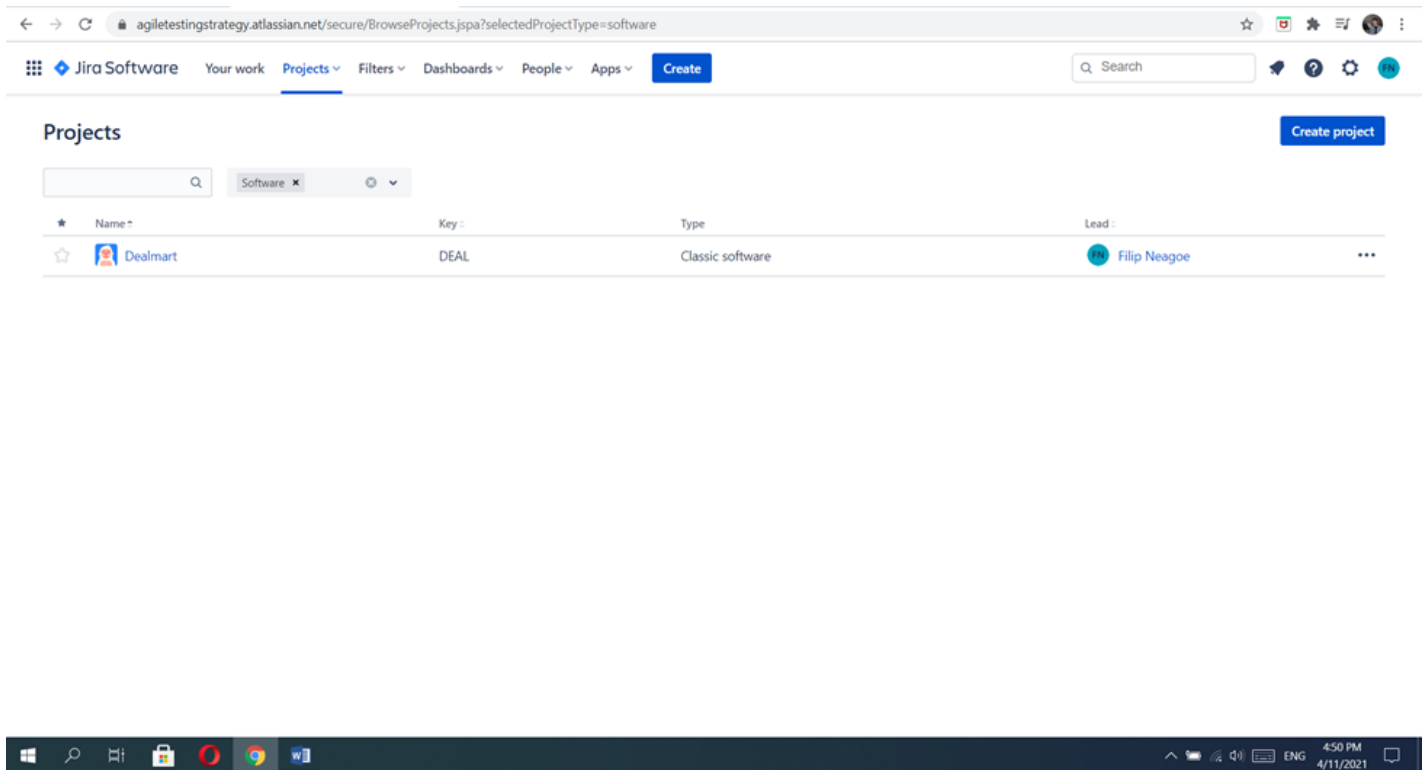 agiletestingstrategy.atlassian.net/secure/BrowseProjects.jspa?selectedProjectType=software
Jira Software Your work Projects Filters Dashboards People Apps Create Search FN
Projects Create project
Software ×
Name Key Type Lead
Dealmart DEAL Classic software FN Filip Neagoe
W ENG 4:50 PM
4/11/2021